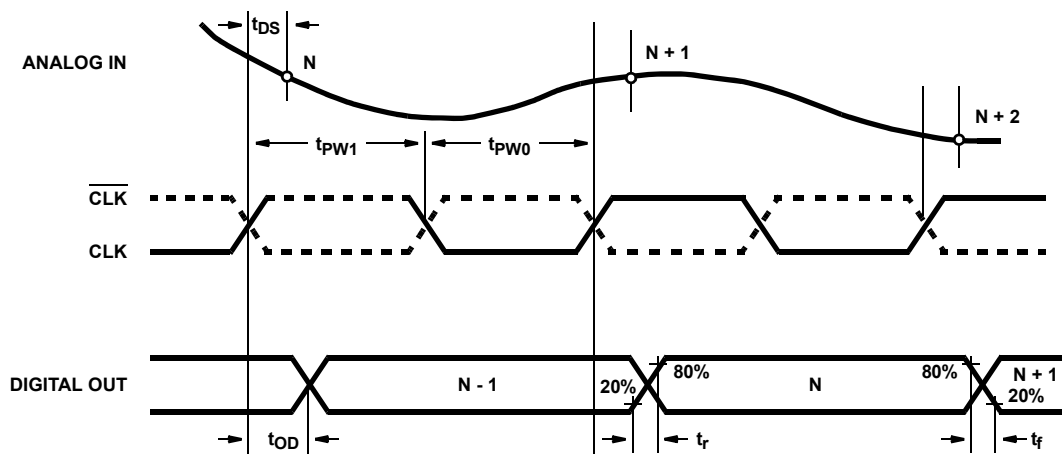 tDS
N
N + 1
ANALOG IN
N + 2
tPW1
tPW0
CLK
CLK
DIGITAL OUT
N - 1
20%
80%
N
80%
N + 1
20%
tOD
tr
tf